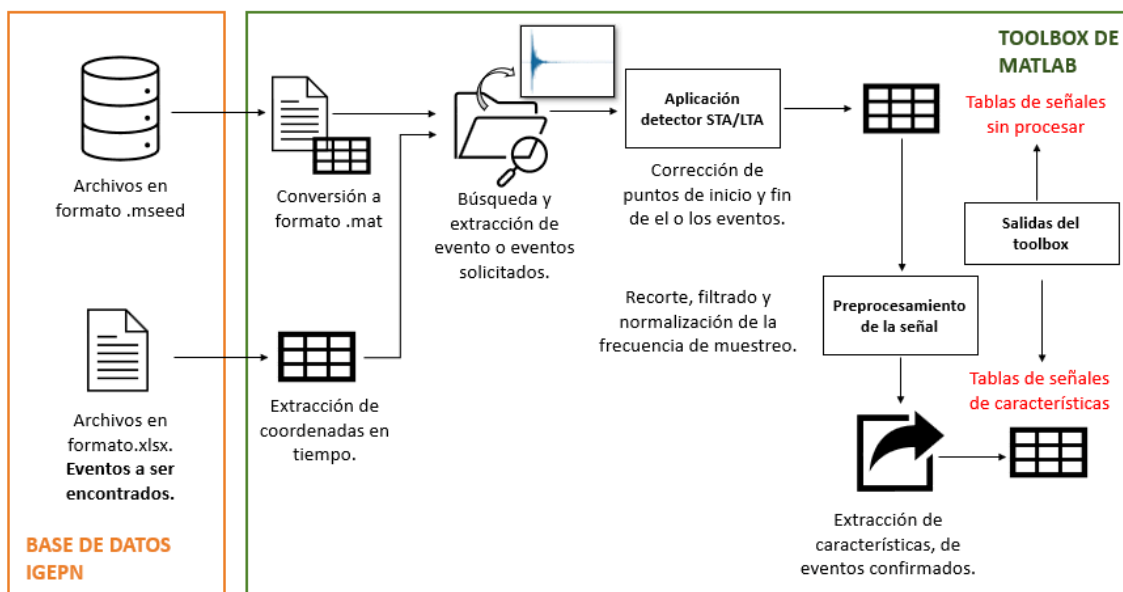 TOOLBOX DE
MATLAB
Archivos en
formato .mseed
Conversión a
formato .mat
Búsqueda y
extracción de
evento o eventos
solicitados.
Aplicación
detector STA/LTA
Corrección de
puntos de inicio y fin
de el o los eventos.
Tablas de señales
sin procesar
Salidas del
toolbox
Tablas de señales
de características
Recorte, filtrado y
normalización de la
frecuencia de muestreo.
Preprocesamiento
de la señal
Archivos en
formato.xlsx.
Eventos a ser
encontrados.
Extracción de
coordenadas en
tiempo.
Extracción de
características, de
eventos confirmados.
BASE DE DATOS
IGEPN